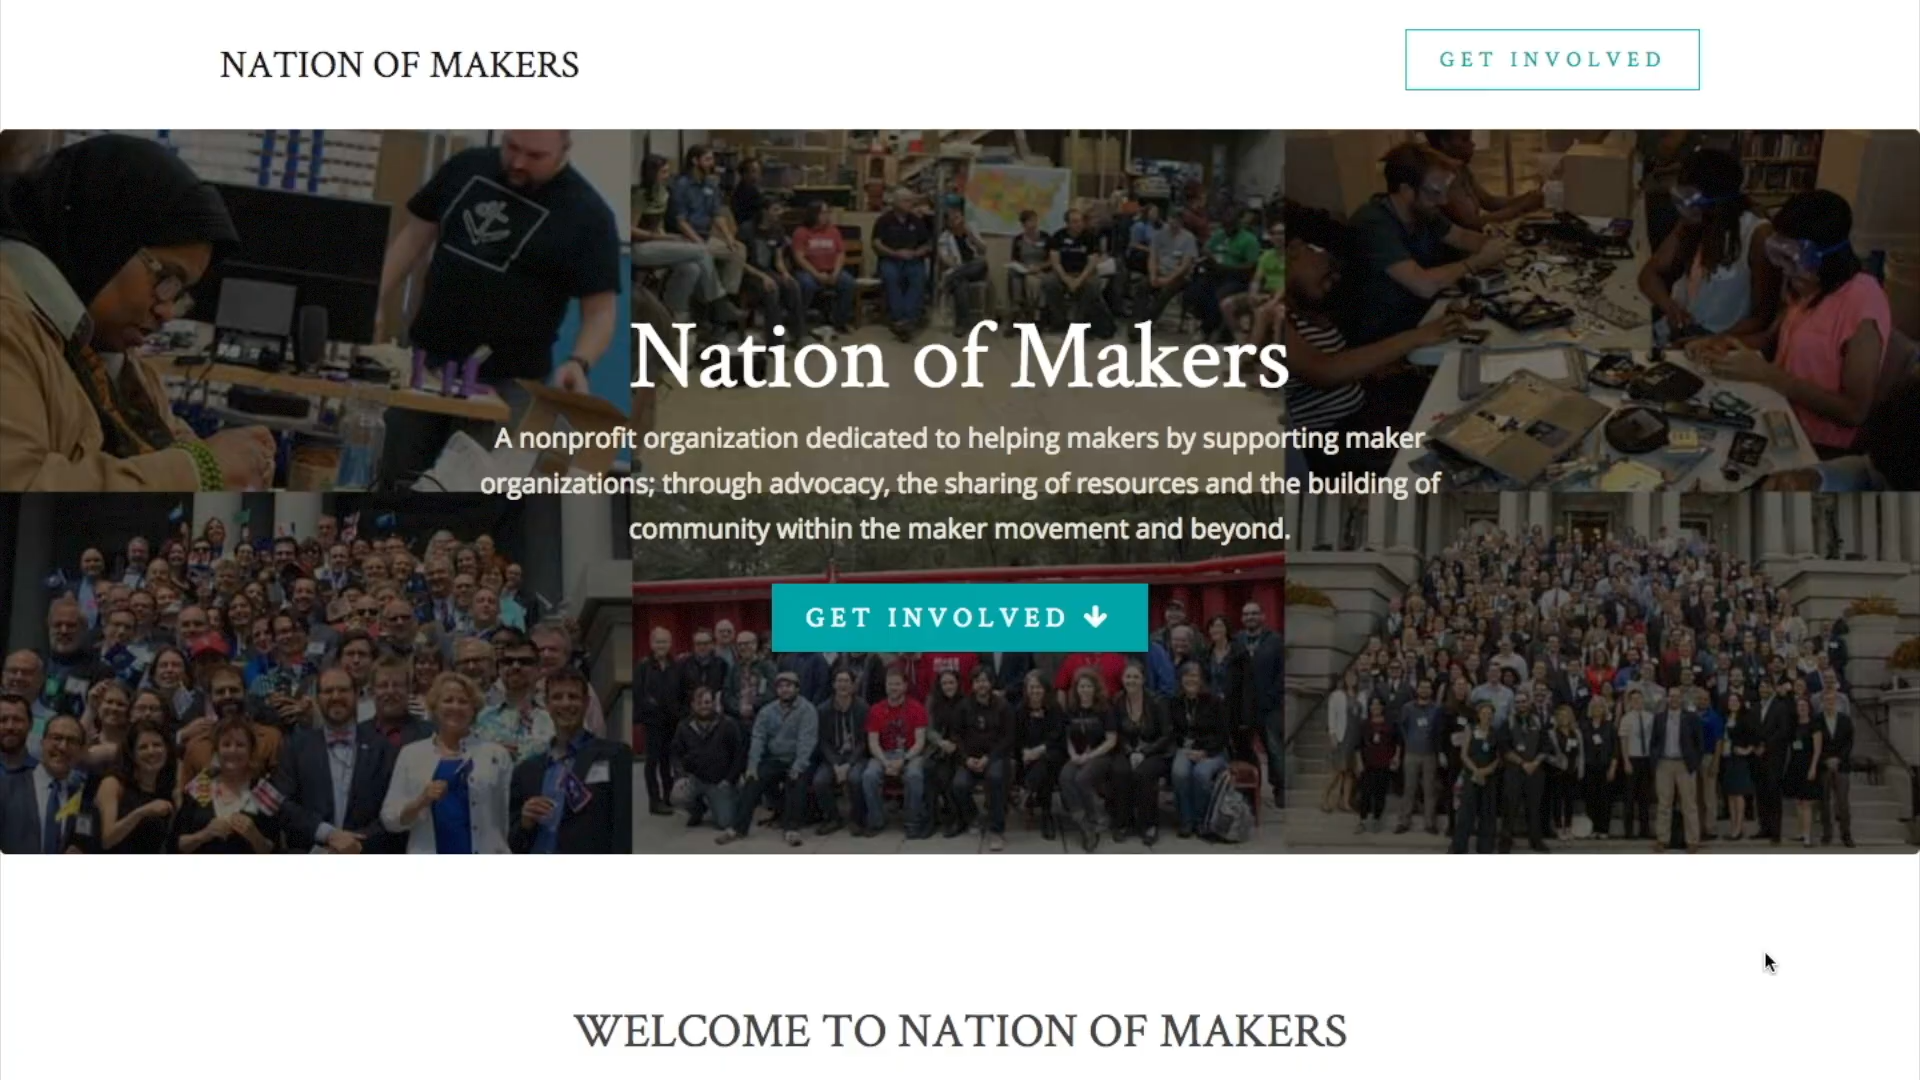 NATION OF MAKERS
GET INVOLVED
Nation of Makers
A nonprofit organization dedicated to helping makers by supporting maker
organizations; through advocacy, the sharing of resources and the building of
community within the maker movement and beyond.
GET INVOLVED
WELCOME TO NATION OF MAKERS